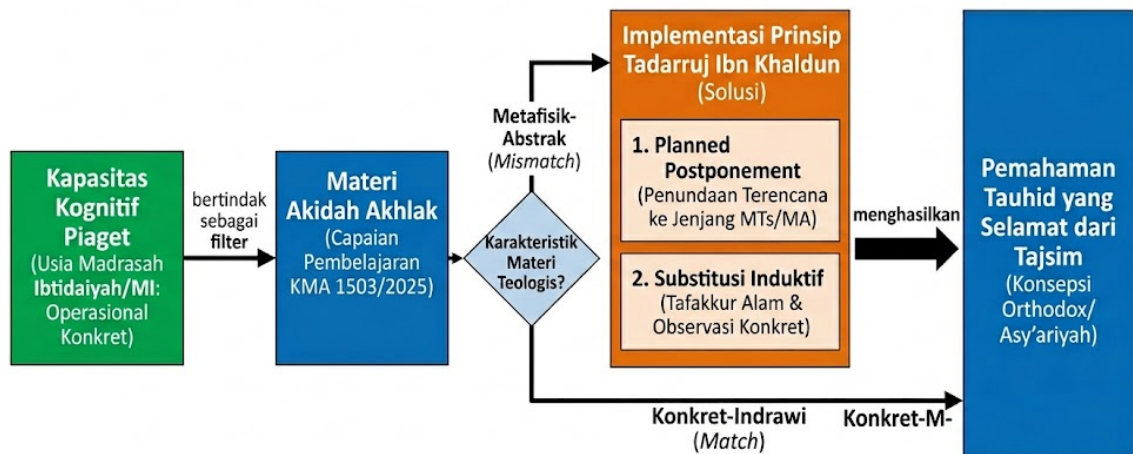 Kapasitas
Kognitif
Piaget
(Usia Madrasah
Ibtidaiyah/MI:
Operasional
Konkret)
bertindak
sebagai
filter
Materi
Akidah Akhlak
(Capaian
Pembelajaran
KMA 1503/2025)
Metafisik-
Abstrak
(Mismatch)
Karakteristik
Materi
Teologis?
Implementasi Prinsip
Tadarruj Ibn Khaldun
(Solusi)
1. Planned
Postponement
(Penundaan Terencana
ke Jenjang MTs/MA)
2. Substitusi Induktif
(Tafakkur Alam &
Observasi Konkret)
menghasilkan
Konkret-Indrawi
(Match)
Konkret-M-
Pemahaman
Tauhid yang
Selamat dari
Tajsim
(Konsepsi
Orthodox/
Asy'ariyah)